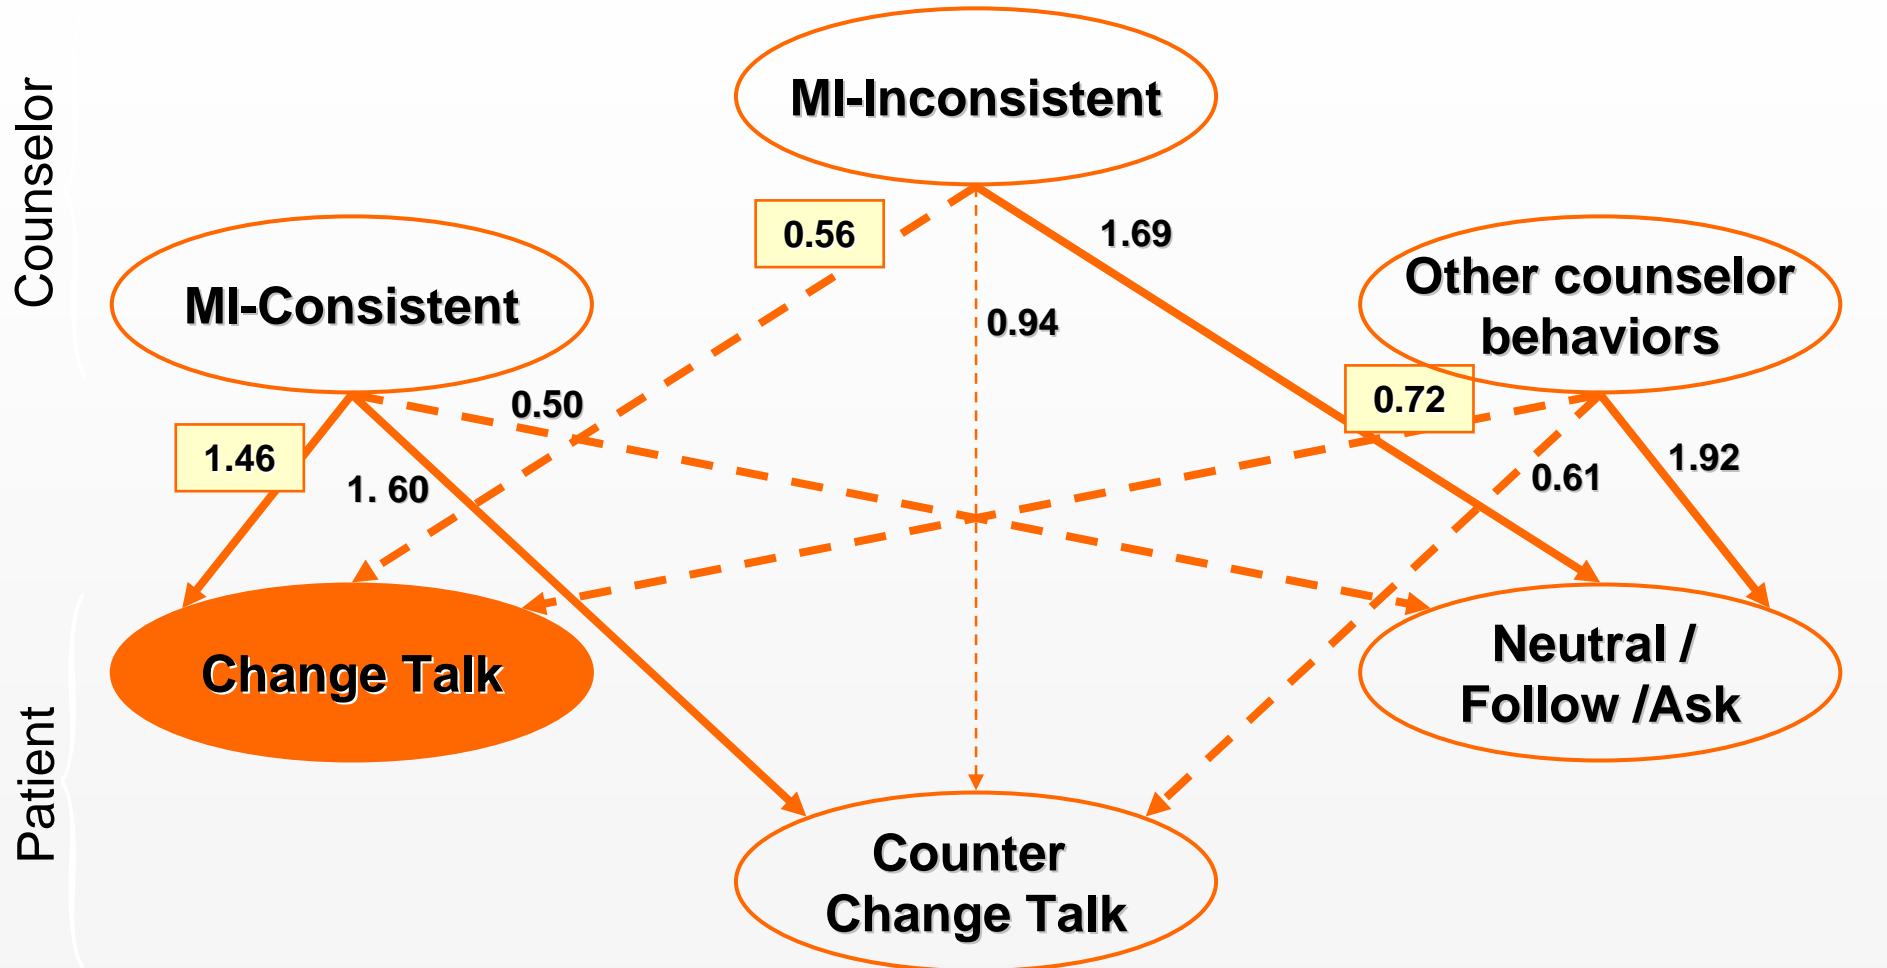 Counselor
MI-Inconsistent
0.56
1.69
MI-Consistent
Other counselor
behaviors
0.94
0.50
0.72
1.46
1. 60
0.61
1.92
Patient
Change Talk
Neutral /
Follow /Ask
Counter
Change Talk